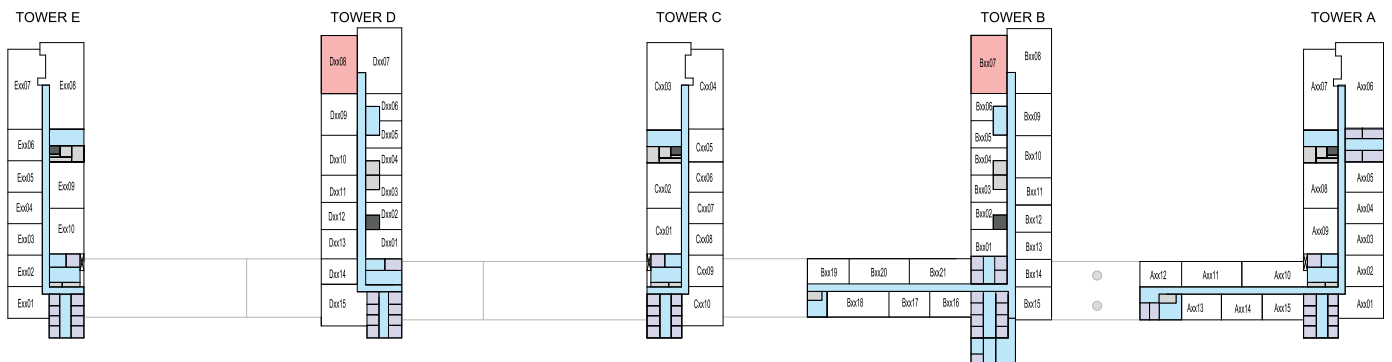 TOWER E
TOWER D
TOWER C
TOWER B
TOWER A
Exx07
Exx08
Exx06
Exx05
Exx09
Exx04
Exx03
Exx10
Exx02
Exx01
Dxx08
Dxx07
Dxx09
Dxx06
Dxx05
Dxx10
Dxx04
Dxx11
Dxx03
Dxx12
Dxx02
Dxx13
Dxx01
Dxx14
Dxx15
Cxx03
Cxx04
Cxx05
Cxx02
Cxx06
Cxx07
Cxx01
Cxx08
Cxx09
Cxx10
Bxx07
Bxx08
Bxx06
Bxx09
Bxx05
Bxx04
Bxx10
Bxx03
Bxx11
Bxx02
Bxx12
Bxx01
Bxx13
Bxx19
Bxx20
Bxx21
Bxx14
Bxx18
Bxx17
Bxx16
Bxx15
Axx07
Axx06
Axx05
Axx08
Axx04
Axx09
Axx03
Axx12
Axx11
Axx10
Axx02
Axx13
Axx14
Axx15
Axx01